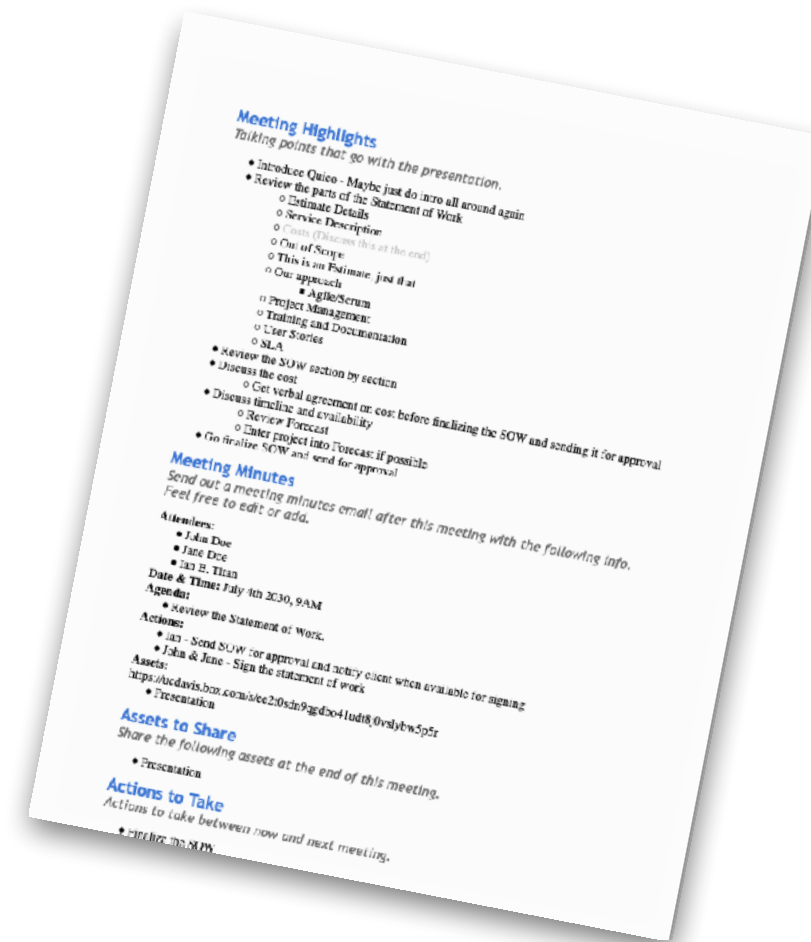 Meeting Highlights
Talking points that go with the presentation.
Introduce Quico - Maybe just do intro all around again
Review the parts of the Statement of Work
Estimate Details
Service Description
Costs (Discuss this at the end)
Out of Scope
This is an Estimate, just that
Our approach
Agile/Scrum
Project Management
Training and Documentation
User Stories
SLA
Review the SOW section by section
Discuss the cost
Get verbal agreement on cost before finalizing the SOW and sending it for approval
Discuss timeline and availability
Review Forecast
Enter project into Forecast if possible
Go finalize SOW and send for approval
Meeting Minutes
Send out a meeting minutes email after this meeting with the following info.
Feel free to edit or add.
Attenders:
John Doe
Jane Doe
Ian B. Titan
Date & Time: July 4th 2030, 9AM
Agenda:
Review the Statement of Work.
Actions:
Ian - Send SOW for approval and notify client when available for signing
John & Jane - Sign the statement of work
Assets:
Presentation
Assets to Share
Share the following assets at the end of this meeting.
Presentation
Actions to Take
Actions to take between now and next meeting.
Finalize the SOW